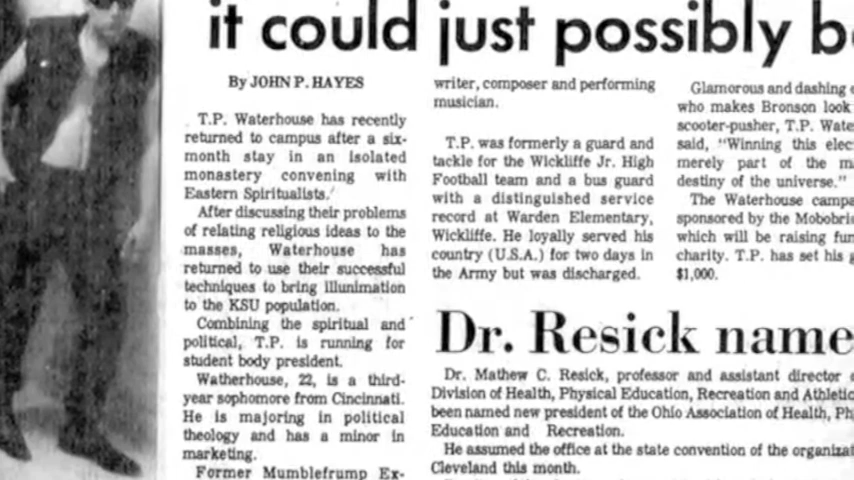 it could just possibly b
By JOHN P. HAYES
T.P. Waterhouse has recently
returned to campus after a six-
month stay in an isolated
monastery convening with
Eastern Spiritualists.
After discussing their problems
of relating religious ideas to the
masses, Waterhouse has
returned to use their successful
techniques to bring illunimation
to the KSU population.
Combining the spiritual and
political, T.P. is running for
student body president.
Watherhouse, 22, is a third-
year sophomore from Cincinnati.
He is majoring in political
theology and has a minor in
marketing.
Former Mumblefrump Ex-
writer, composer and performing
musician.
T.P. was formerly a guard and
tackle for the Wickliffe Jr. High
Football team and a bus guard
with a distinguished service
record at Warden Elementary,
Wickliffe. He loyally served his
country (U.S.A.) for two days in
the Army but was discharged.
Glamorous and dashing
who makes Bronson look
scooter-pusher, T.P. Wate
said, "Winning this elec
merely part of the m
destiny of the universe."
The Waterhouse campa
sponsored by the Mobobris
which will be raising fun
charity. T.P. has set his g
$1,000.
Dr. Resick name
Dr. Mathew C. Resick, professor and assistant director
Division of Health, Physical Education, Recreation and Athletic
been named new president of the Ohio Association of Health, Ph
Education and Recreation.
He assumed the office at the state convention of the organizat
Cleveland this month.